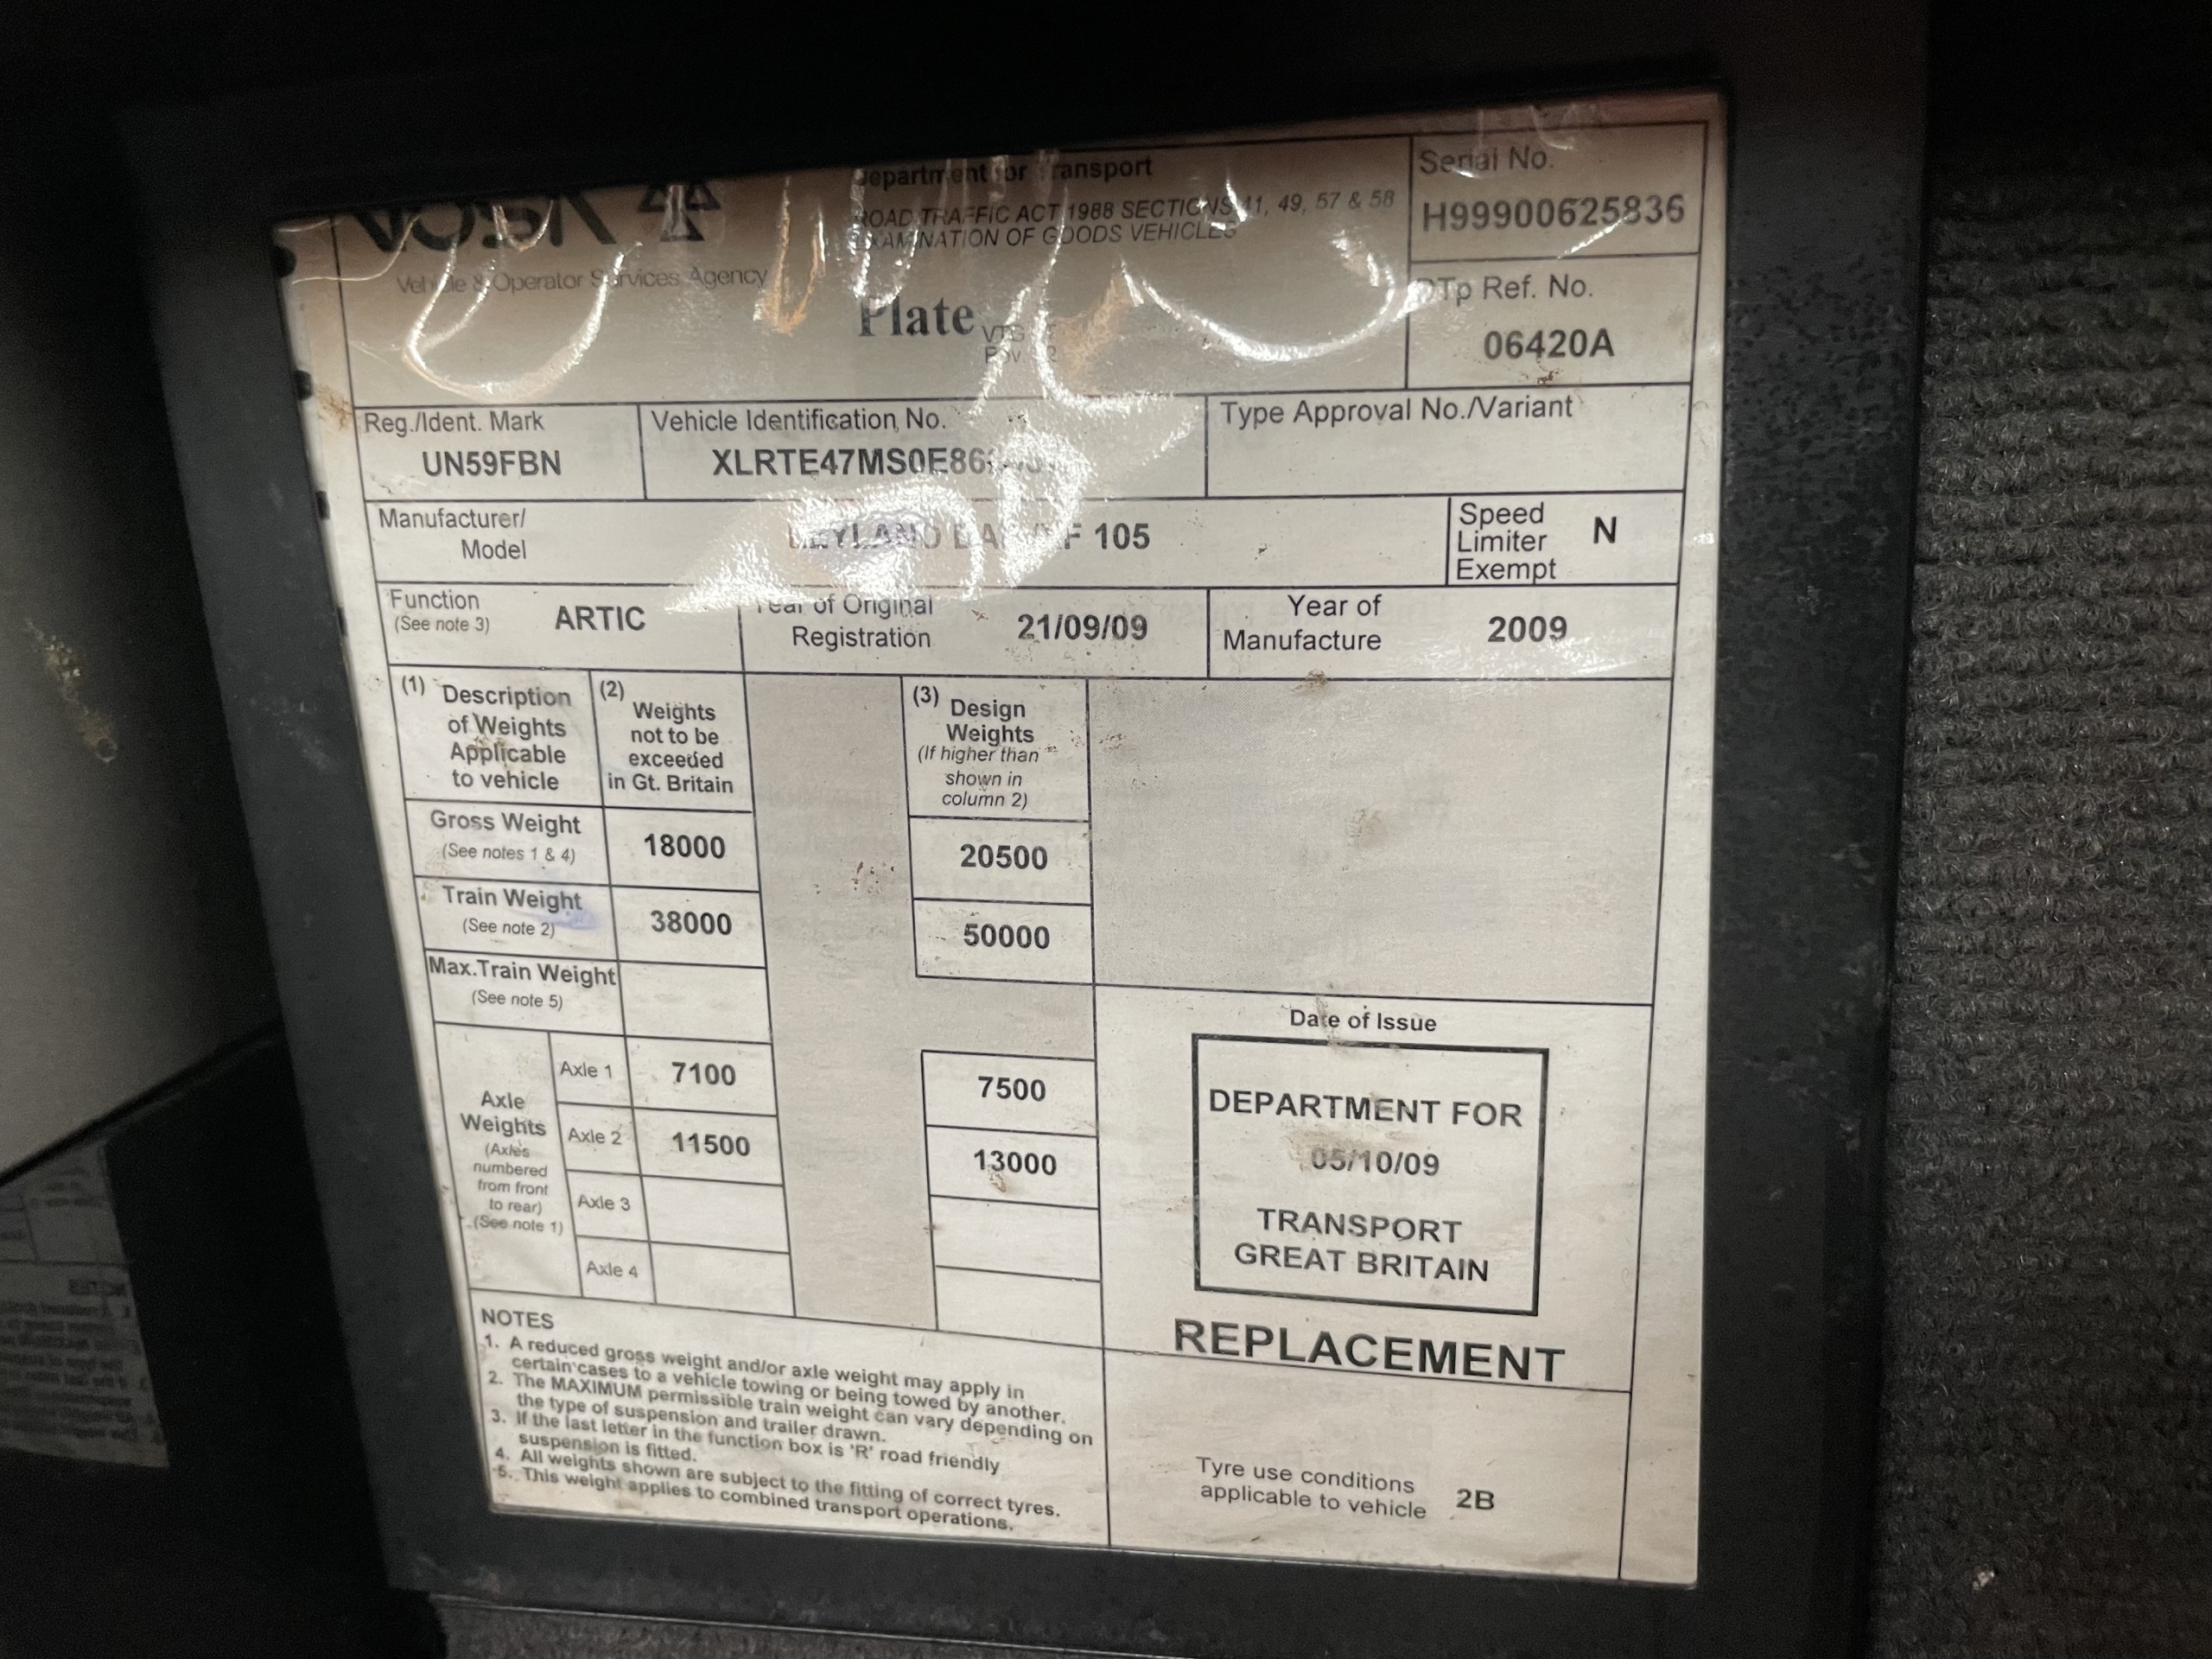 VOSA
Department for Transport
ROAD TRAFFIC ACT 1988 SECTIONS 41, 49, 57 & 58
EXAMINATION OF GOODS VEHICLES
Vehicle & Operator Services Agency
Plate
Serial No.
H99900625836
DTp Ref. No.
06420A
Reg./Ident. Mark
UN59FBN
Vehicle Identification No.
Type Approval No./Variant
Manufacturer/
Model
LEYLAND DAF XF 105
Speed
Limiter
Exempt
N
Function
(See note 3)
ARTIC
Year of Original
Registration
21/09/09
Year of
Manufacture
2009
(1) Description
of Weights
Applicable
to vehicle
(2) Weights
not to be
exceeded
in Gt. Britain
(3) Design
Weights
(If higher than
shown in
column 2)
Gross Weight
(See notes 1 & 4)
18000
20500
Train Weight
(See note 2)
38000
50000
Max.Train Weight
(See note 5)
Axle
Weights
(Axles
numbered
from front
to rear)
(See note 1)
Axle 1
7100
7500
Axle 2
11500
13000
Axle 3
Axle 4
Date of Issue
DEPARTMENT FOR
05/10/09
TRANSPORT
GREAT BRITAIN
REPLACEMENT
NOTES
1. A reduced gross weight and/or axle weight may apply in
certain cases to a vehicle towing or being towed by another.
2. The MAXIMUM permissible train weight can vary depending on
the type of suspension and trailer drawn.
3. If the last letter in the function box is 'R' road friendly
suspension is fitted.
4. All weights shown are subject to the fitting of correct tyres.
5. This weight applies to combined transport operations.
Tyre use conditions
applicable to vehicle
2B